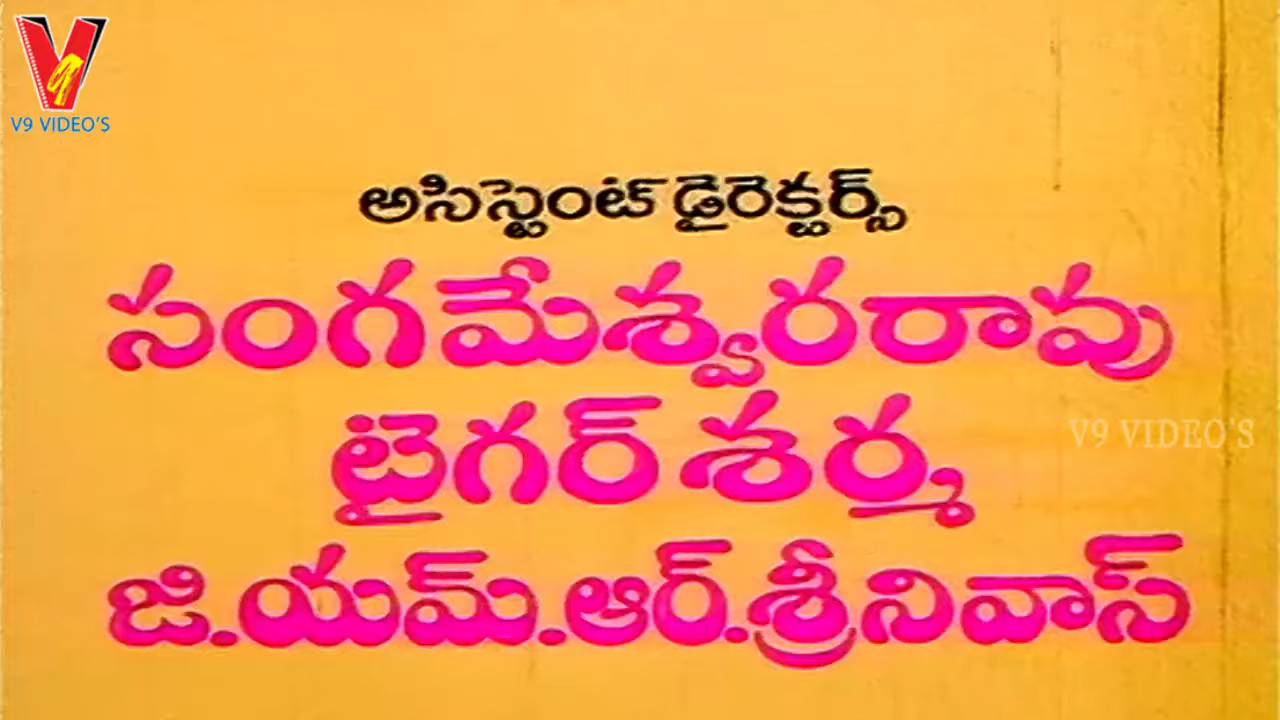 V9 VIDEO'S
అసిస్టెంట్ డైరెక్టర్స్
సంగమేశ్వరరావు
టైగర్ శర్మ
V9 VIDEO'S
జి.యమ్.ఆర్.శ్రీనివాస్